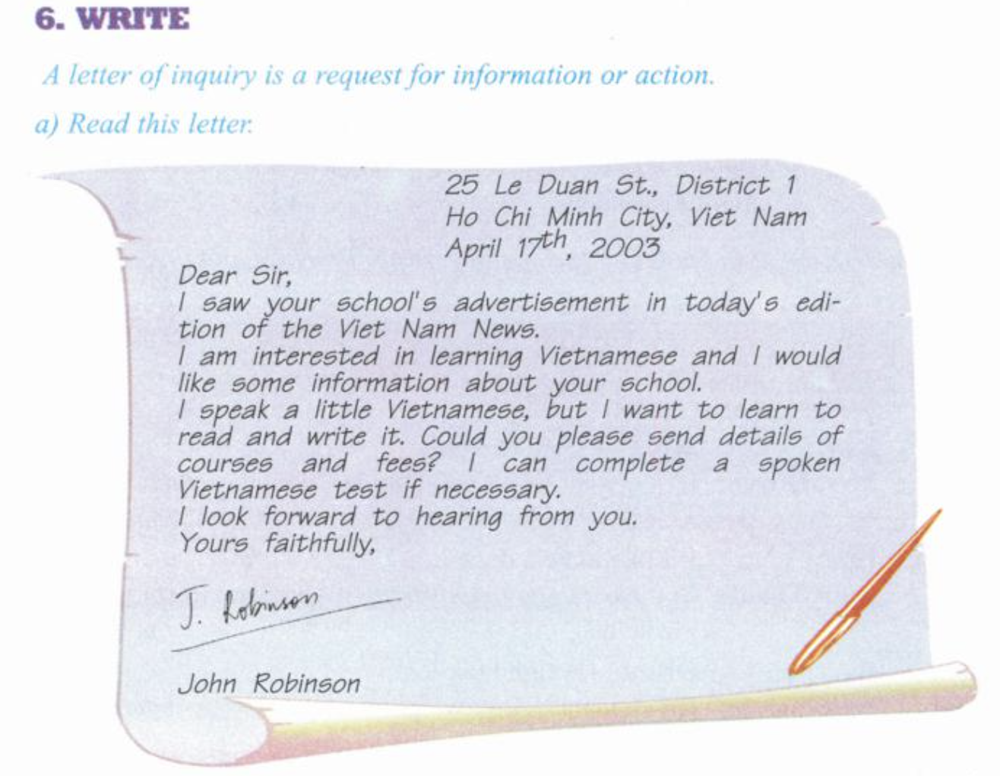 6. WRITE
A letter of inquiry is a request for information or action.
a) Read this letter.
25 Le Duan St., District 1
Ho Chi Minh City, Viet Nam
April 17th, 2003
Dear Sir,
I saw your school's advertisement in today's edi-
tion of the Viet Nam News.
I am interested in learning Vietnamese and I would
like some information about your school.
I speak a little Vietnamese, but I want to learn to
read and write it. Could you please send details of
courses and fees? I can complete a spoken
Vietnamese test if necessary.
I look forward to hearing from you.
Yours faithfully,
J. Robinson
John Robinson